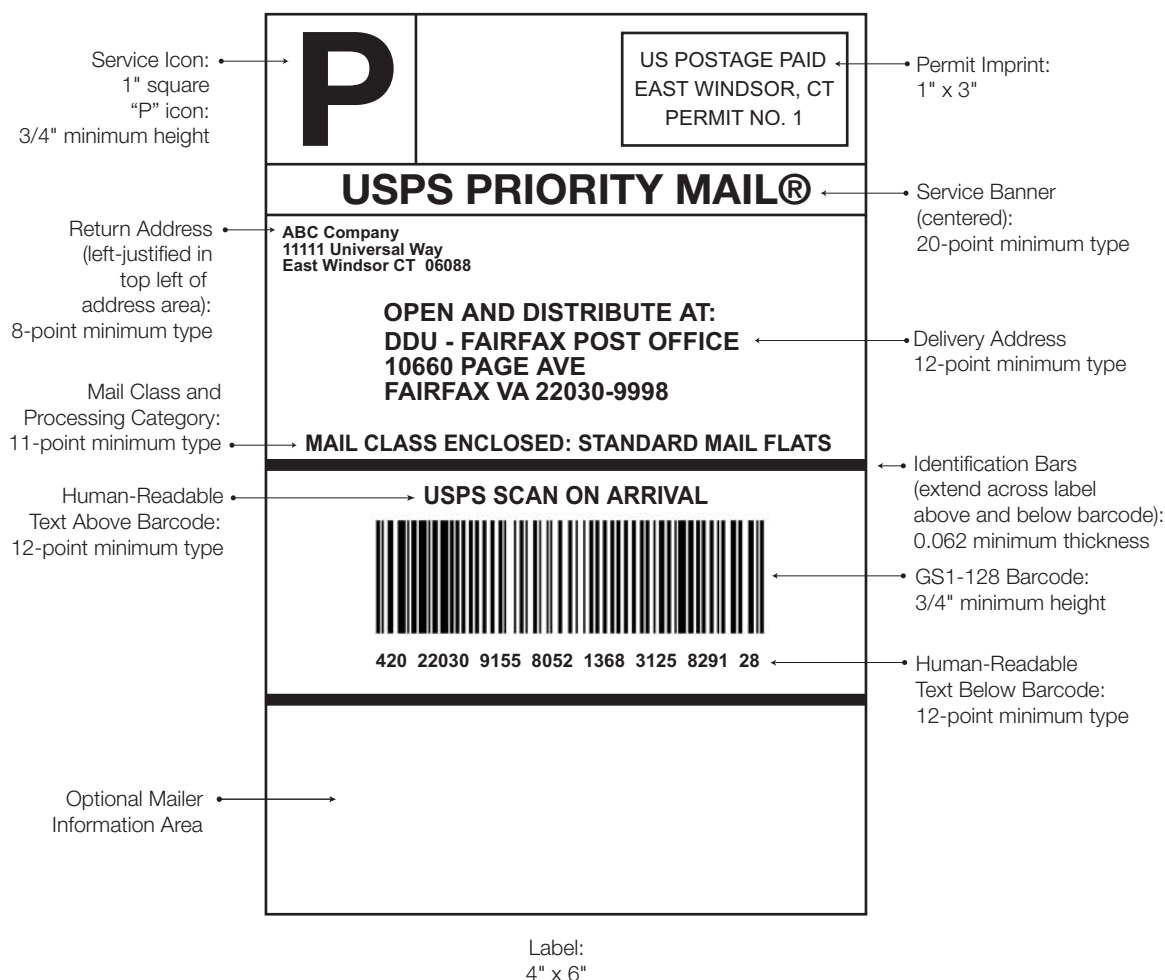 Service Icon:
1" square
“P” icon:
3/4" minimum height
P
US POSTAGE PAID
EAST WINDSOR, CT
PERMIT NO. 1
Permit Imprint:
1" x 3"
USPS PRIORITY MAIL®
Service Banner
(centered):
20-point minimum type
Return Address
(left-justified in
top left of
address area):
8-point minimum type
ABC Company
11111 Universal Way
East Windsor CT  06088
OPEN AND DISTRIBUTE AT:
DDU - FAIRFAX POST OFFICE
10660 PAGE AVE
FAIRFAX VA 22030-9998
Delivery Address
12-point minimum type
Mail Class and
Processing Category:
11-point minimum type
MAIL CLASS ENCLOSED: STANDARD MAIL FLATS
Identification Bars
(extend across label
above and below barcode):
0.062 minimum thickness
Human-Readable
Text Above Barcode:
12-point minimum type
USPS SCAN ON ARRIVAL
GS1-128 Barcode:
3/4" minimum height
420 22030 9155 8052 1368 3125 8291 28
Human-Readable
Text Below Barcode:
12-point minimum type
Optional Mailer
Information Area
Label:
4" x 6"